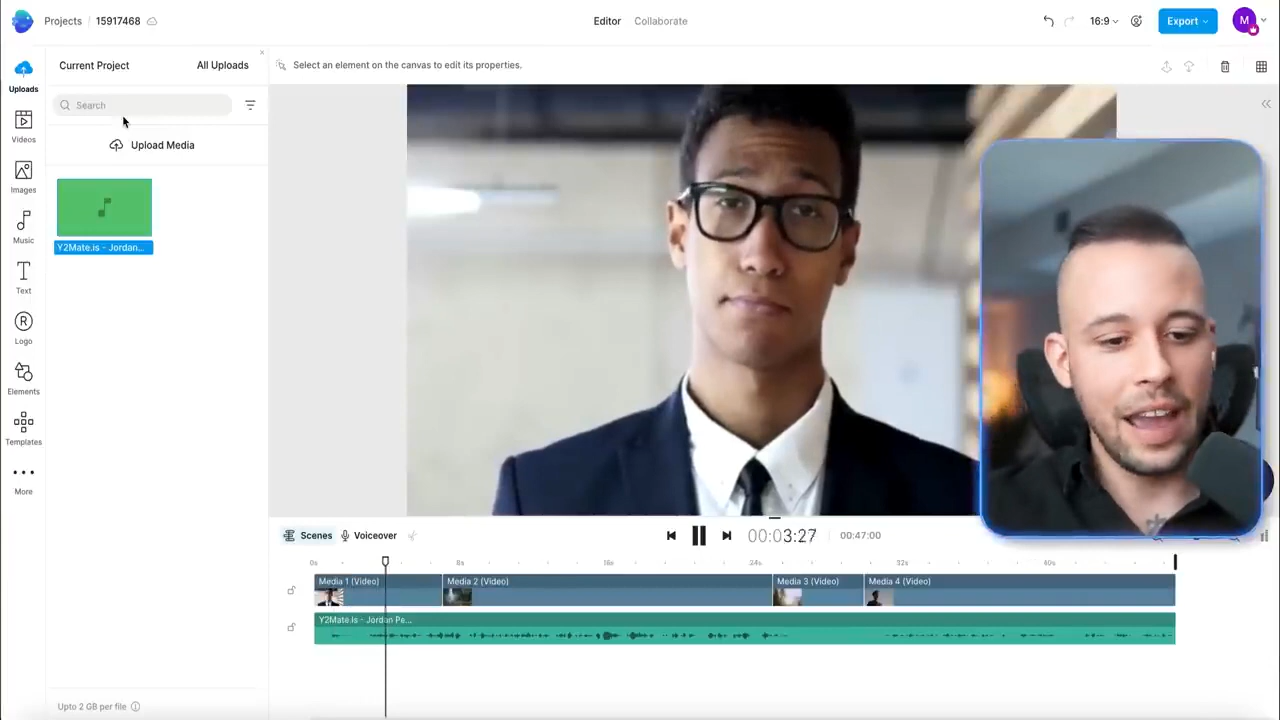 Projects / 15917468
Editor
Collaborate
16:9
Export
M
Current Project
All Uploads
Select an element on the canvas to edit its properties.
Search
Upload Media
Y2Mate.is - Jordan...
Uploads
Videos
Images
Music
Text
R
Logo
Elements
Templates
More
Upto 2 GB per file
Scenes
Voiceover
00:03:27
00:47:00
0s
8s
16s
24s
32s
40s
Media 1 (Video)
Media 2 (Video)
Media 3 (Video)
Media 4 (Video)
Y2Mate.is - Jordan Pe...